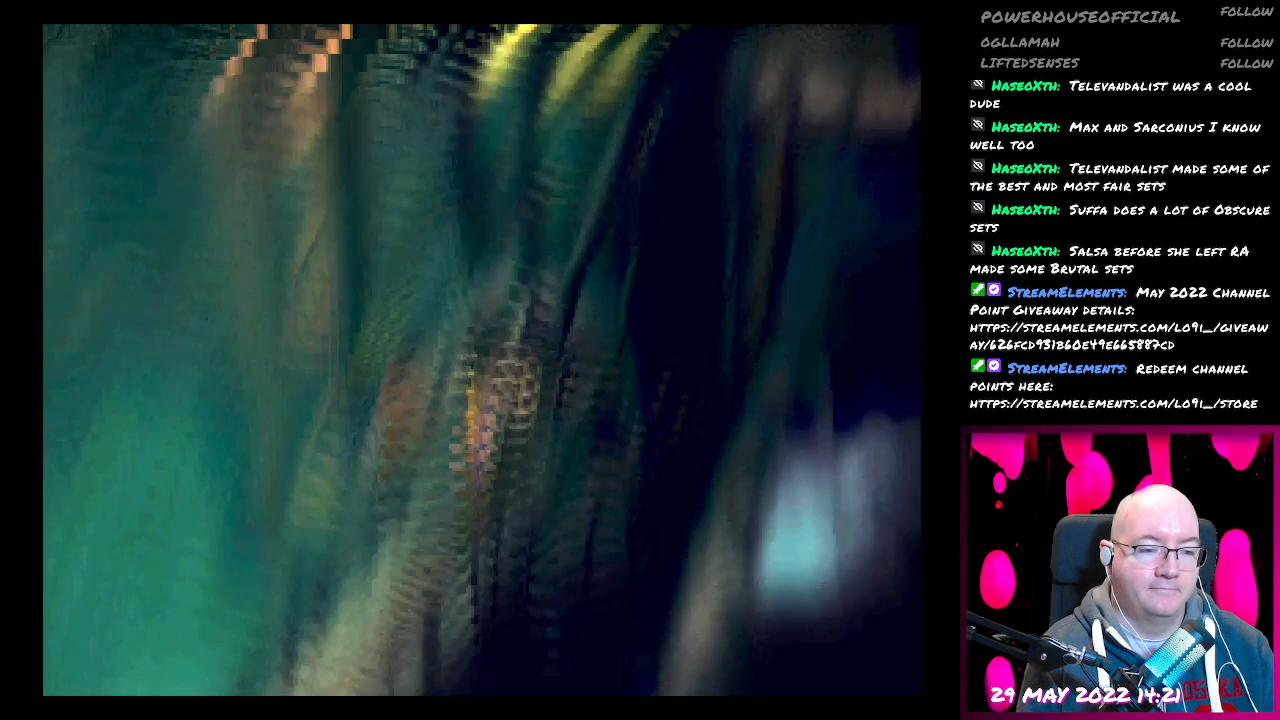 POWERHOUSEOFFICIAL FOLLOW
OGLLAMAH FOLLOW
LIFTEDSENSES FOLLOW
HaseoXth: Televandalist was a cool
dude
HaseoXth: Max and Sarconius I know
well too
HaseoXth: Televandalist made some of
the best and most fair sets
HaseoXth: Suffa does a lot of Obscure
sets
HaseoXth: Salsa before she left RA
made some Brutal sets
StreamElements: May 2022 Channel
Point Giveaway details:
https://streamelements.com/lo91_/giveaw
ay/626fcd931b60e49e665887cd
StreamElements: Redeem channel
points here:
https://streamelements.com/lo91_/store
29 May 2022 14:21